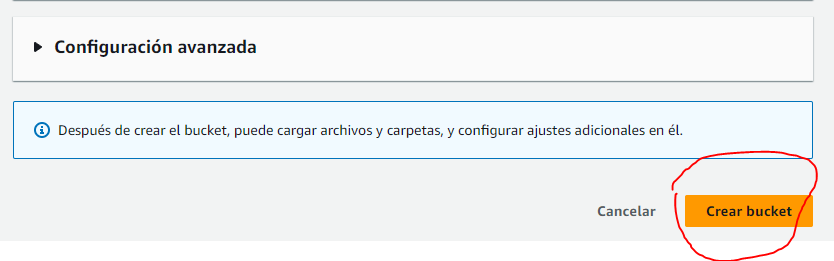 Configuración avanzada
Después de crear el bucket, puede cargar archivos y carpetas, y configurar ajustes adicionales en él.
Cancelar Crear bucket